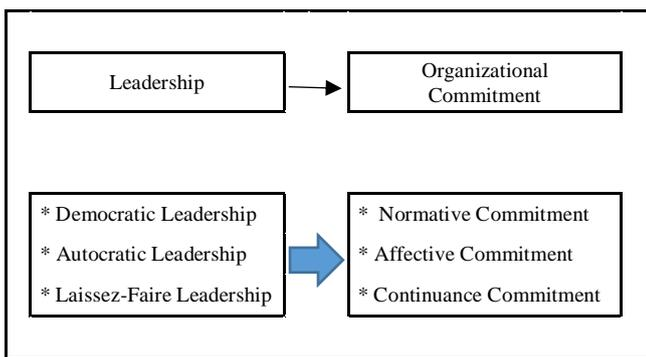 Leadership
Organizational
Commitment
* Democratic Leadership
* Autocratic Leadership
* Laissez-Faire Leadership
* Normative Commitment
* Affective Commitment
* Continuance Commitment